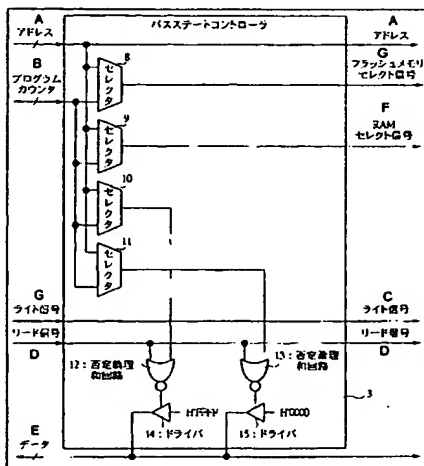 バスステートコントローラ
A
アドレス
A
アドレス
8
セレクタ
G
フラッシュメモリ
セレクト信号
B
プログラム
カウンタ
9
セレクタ
F
RAM
セレクト信号
10
セレクタ
11
セレクタ
G
ライト信号
C
ライト信号
リード信号
D
リード信号
D
12：否定論理
和回路
13：否定論理
和回路
3
14：ドライバ
15：ドライバ
H'0000
E
データ